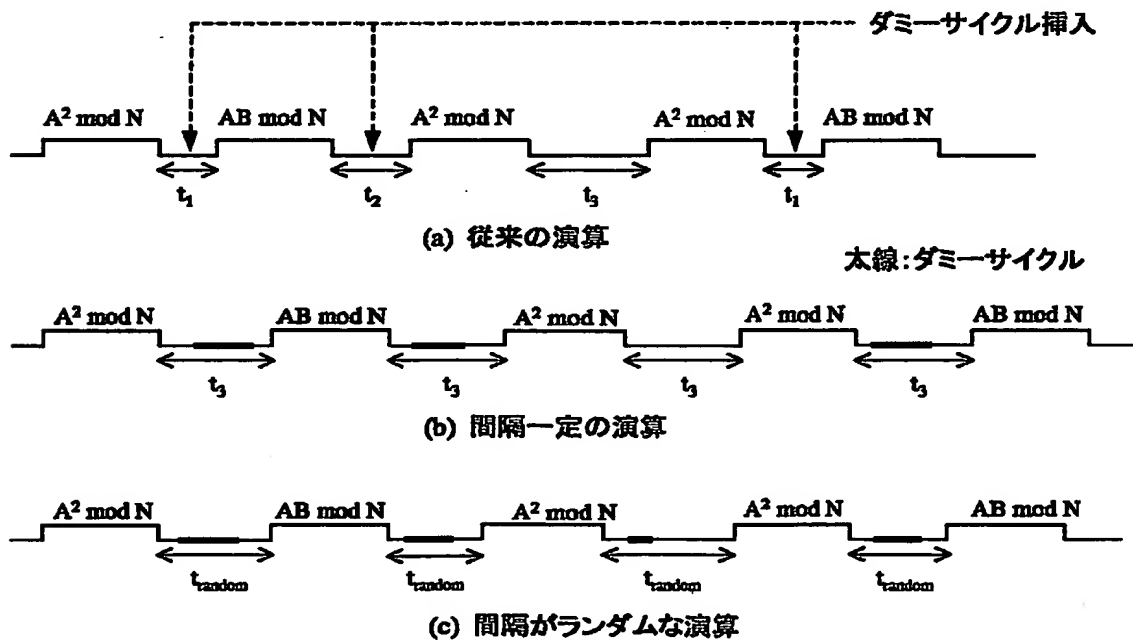 ダミーサイクル挿入
A² mod N AB mod N A² mod N A² mod N AB mod N
t₁ t₂ t₃ t₁
(a) 従来の演算
太線:ダミーサイクル
A² mod N AB mod N A² mod N A² mod N AB mod N
t₃ t₃ t₃ t₃
(b) 間隔一定の演算
A² mod N AB mod N A² mod N A² mod N AB mod N
t_random t_random t_random t_random
(c) 間隔がランダムな演算